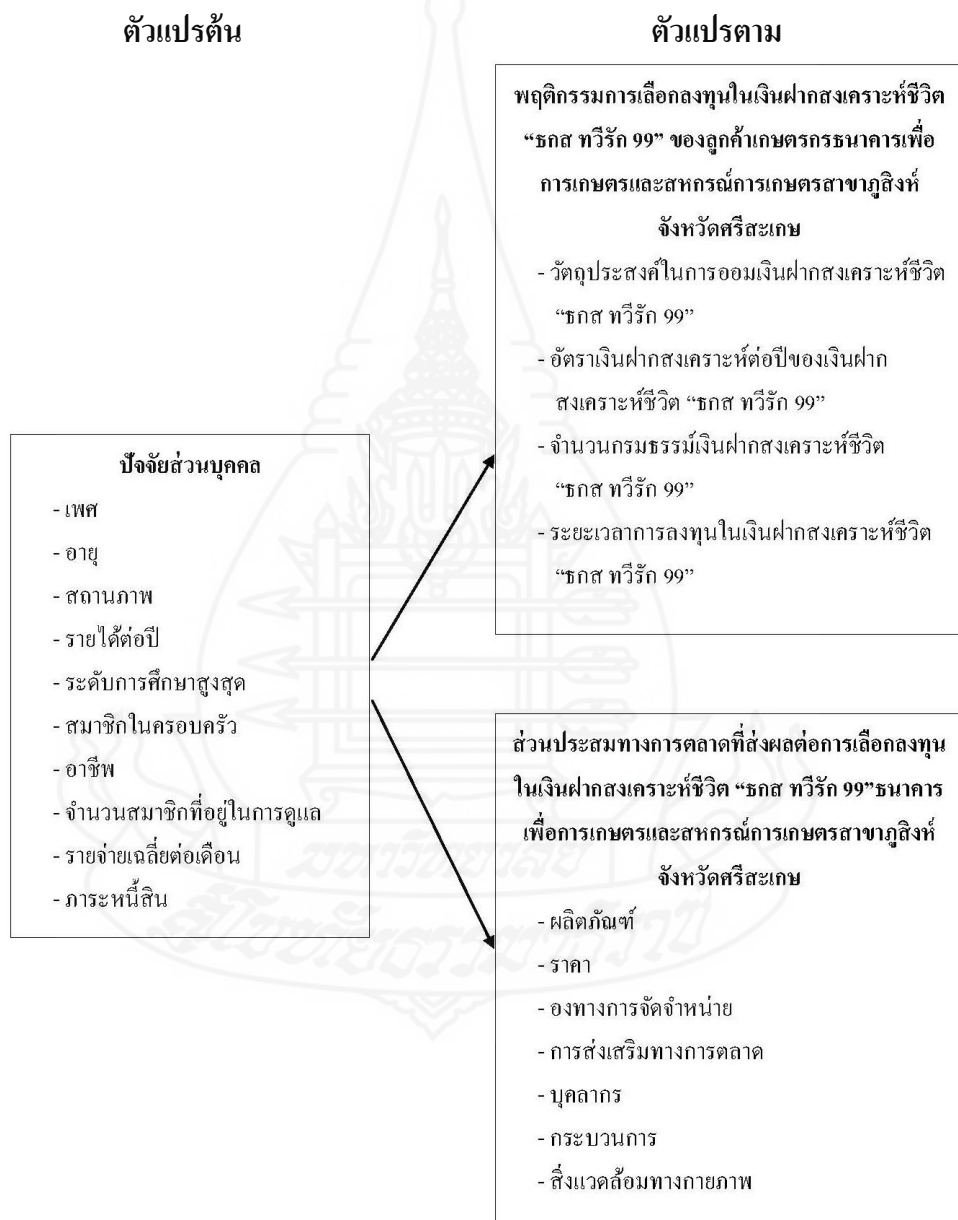 ตัวแปรต้น
ตัวแปรตาม
พฤติกรรมการเลือกลงทุนในเงินฝากสงเคราะห์ชีวิต
“ธกส ทวีรัก 99” ของลูกค้าเกษตรกรธนาคารเพื่อ
การเกษตรและสหกรณ์การเกษตรสาขาภูสิงห์
จังหวัดศรีสะเกษ
- วัตถุประสงค์ในการออมเงินฝากสงเคราะห์ชีวิต
“ธกส ทวีรัก 99”
- อัตราเงินฝากสงเคราะห์ต่อปีของเงินฝาก
สงเคราะห์ชีวิต “ธกส ทวีรัก 99”
- จำนวนกรมธรรม์เงินฝากสงเคราะห์ชีวิต
“ธกส ทวีรัก 99”
- ระยะเวลาการลงทุนในเงินฝากสงเคราะห์ชีวิต
“ธกส ทวีรัก 99”
ปัจจัยส่วนบุคคล
- เพศ
- อายุ
- สถานภาพ
- รายได้ต่อปี
- ระดับการศึกษาสูงสุด
- สมาชิกในครอบครัว
- อาชีพ
- จำนวนสมาชิกที่อยู่ในการดูแล
- รายจ่ายเฉลี่ยต่อเดือน
- ภาระหนี้สิน
ส่วนประสมทางการตลาดที่ส่งผลต่อการเลือกลงทุน
ในเงินฝากสงเคราะห์ชีวิต “ธกส ทวีรัก 99”ธนาคาร
เพื่อการเกษตรและสหกรณ์การเกษตรสาขาภูสิงห์
จังหวัดศรีสะเกษ
- ผลิตภัณฑ์
- ราคา
- องทางการจัดจำหน่าย
- การส่งเสริมทางการตลาด
- บุคลากร
- กระบวนการ
- สิ่งแวดล้อมทางกายภาพ
มหาวิทยาลัย
สุโขทัยธรรมาธิราช